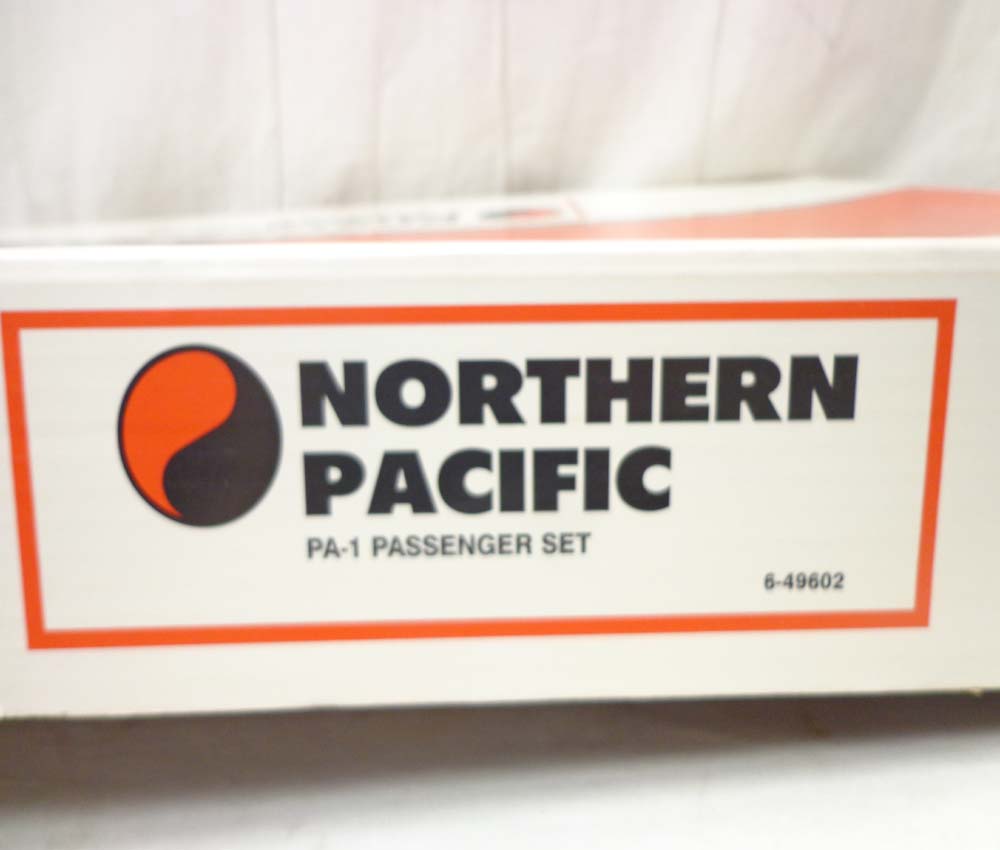 NORTHERN
PACIFIC
PA-1 PASSENGER SET
6-49602